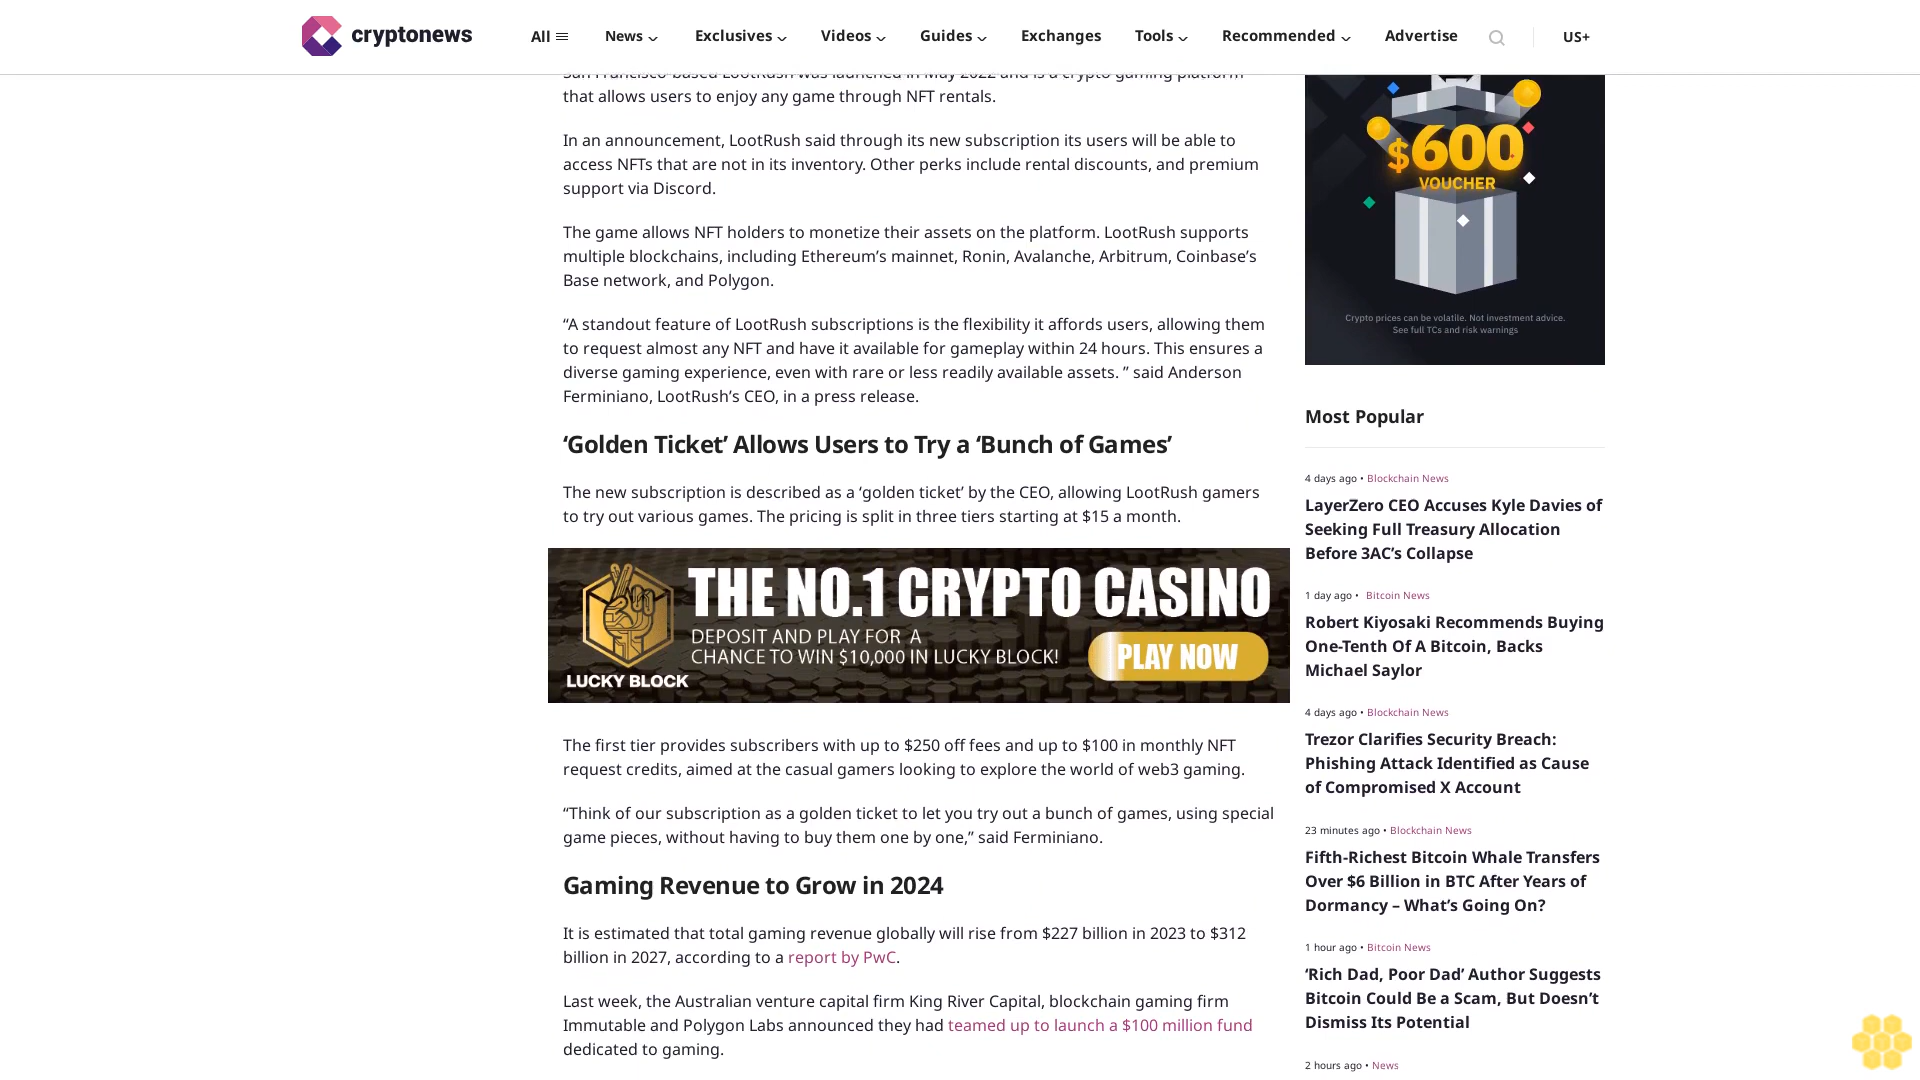 cryptonews
All
News
Exclusives
Videos
Guides
Exchanges
Tools
Recommended
Advertise
US+
San Francisco-based LootRush was launched in May 2022 and is a crypto gaming platform
that allows users to enjoy any game through NFT rentals.
In an announcement, LootRush said through its new subscription its users will be able to
access NFTs that are not in its inventory. Other perks include rental discounts, and premium
support via Discord.
The game allows NFT holders to monetize their assets on the platform. LootRush supports
multiple blockchains, including Ethereum’s mainnet, Ronin, Avalanche, Arbitrum, Coinbase’s
Base network, and Polygon.
“A standout feature of LootRush subscriptions is the flexibility it affords users, allowing them
to request almost any NFT and have it available for gameplay within 24 hours. This ensures a
diverse gaming experience, even with rare or less readily available assets. ” said Anderson
Ferminiano, LootRush’s CEO, in a press release.
‘Golden Ticket’ Allows Users to Try a ‘Bunch of Games’
The new subscription is described as a ‘golden ticket’ by the CEO, allowing LootRush gamers
to try out various games. The pricing is split in three tiers starting at $15 a month.
THE NO.1 CRYPTO CASINO
DEPOSIT AND PLAY FOR A
CHANCE TO WIN $10,000 IN LUCKY BLOCK!
PLAY NOW
LUCKY BLOCK
The first tier provides subscribers with up to $250 off fees and up to $100 in monthly NFT
request credits, aimed at the casual gamers looking to explore the world of web3 gaming.
“Think of our subscription as a golden ticket to let you try out a bunch of games, using special
game pieces, without having to buy them one by one,” said Ferminiano.
Gaming Revenue to Grow in 2024
It is estimated that total gaming revenue globally will rise from $227 billion in 2023 to $312
billion in 2027, according to a report by PwC.
Last week, the Australian venture capital firm King River Capital, blockchain gaming firm
Immutable and Polygon Labs announced they had teamed up to launch a $100 million fund
dedicated to gaming.
$600
VOUCHER
Crypto prices can be volatile. Not investment advice.
See full TCs and risk warnings
Most Popular
4 days ago • Blockchain News
LayerZero CEO Accuses Kyle Davies of
Seeking Full Treasury Allocation
Before 3AC’s Collapse
1 day ago • Bitcoin News
Robert Kiyosaki Recommends Buying
One-Tenth Of A Bitcoin, Backs
Michael Saylor
4 days ago • Blockchain News
Trezor Clarifies Security Breach:
Phishing Attack Identified as Cause
of Compromised X Account
23 minutes ago • Blockchain News
Fifth-Richest Bitcoin Whale Transfers
Over $6 Billion in BTC After Years of
Dormancy – What’s Going On?
1 hour ago • Bitcoin News
‘Rich Dad, Poor Dad’ Author Suggests
Bitcoin Could Be a Scam, But Doesn’t
Dismiss Its Potential
2 hours ago • News